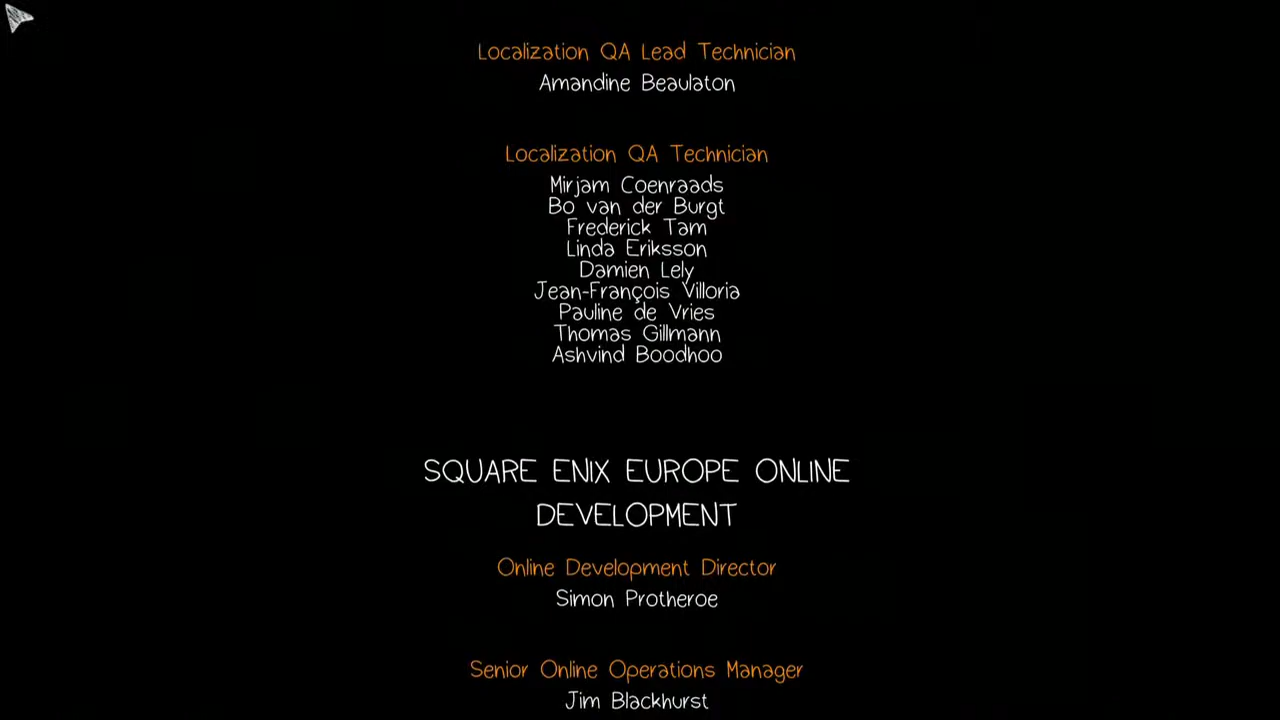 Localization QA Lead Technician
Amandine Beaulaton
Localization QA Technician
Mirjam Coenraads
Bo van der Burgt
Frederick Tam
Linda Eriksson
Damien Lely
Jean-François Villoria
Pauline de Vries
Thomas Gillmann
Ashvind Boodhoo
SQUARE ENIX EUROPE ONLINE
DEVELOPMENT
Online Development Director
Simon Protheroe
Senior Online Operations Manager
Jim Blackhurst